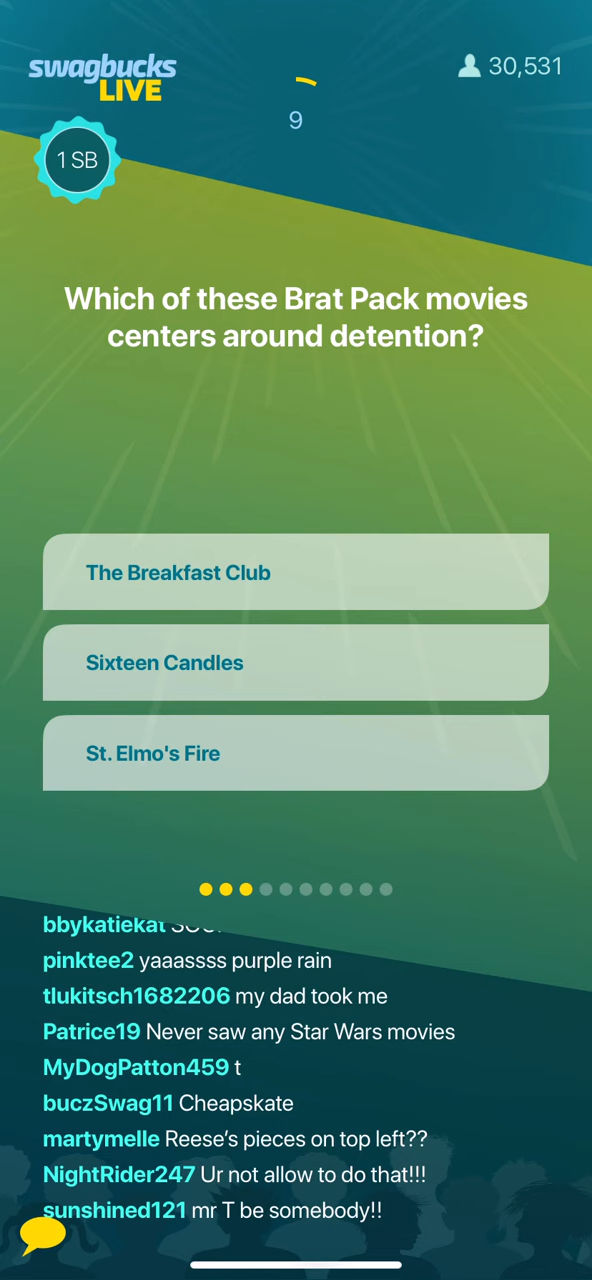 swagbucks
LIVE
30,531
9
1 SB
Which of these Brat Pack movies
centers around detention?
The Breakfast Club
Sixteen Candles
St. Elmo's Fire
bbykatiekat
pinktee2 yaaassss purple rain
tlukitsch1682206 my dad took me
Patrice19 Never saw any Star Wars movies
MyDogPatton459 t
buczSwag11 Cheapskate
martymelle Reese’s pieces on top left??
NightRider247 Ur not allow to do that!!!
sunshined121 mr T be somebody!!